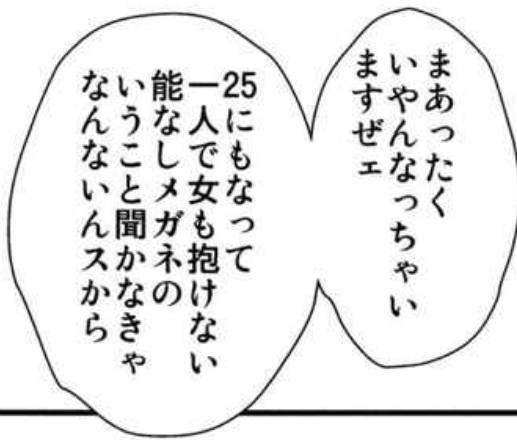 まあったく
いやんなっちゃい
ますぜェ
25にもなって
一人で女も抱けない
能なしメガネの
いうこと聞かなきゃ
なんないんスから